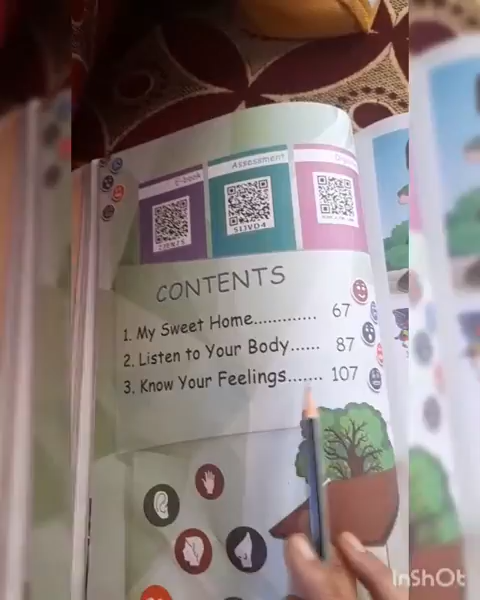 E-book
Assessment
S13VD4
CONTENTS
1. My Sweet Home............. 67
2. Listen to Your Body...... 87
3. Know Your Feelings....... 107
InShOt